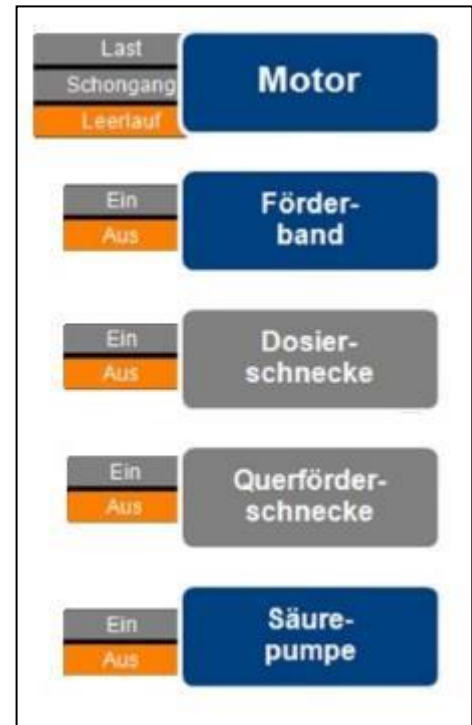 Last
Schongang
Leerlauf
Motor
Ein
Aus
Förder-
band
Ein
Aus
Dosier-
schnecke
Ein
Aus
Querförder-
schnecke
Ein
Aus
Säure-
pumpe